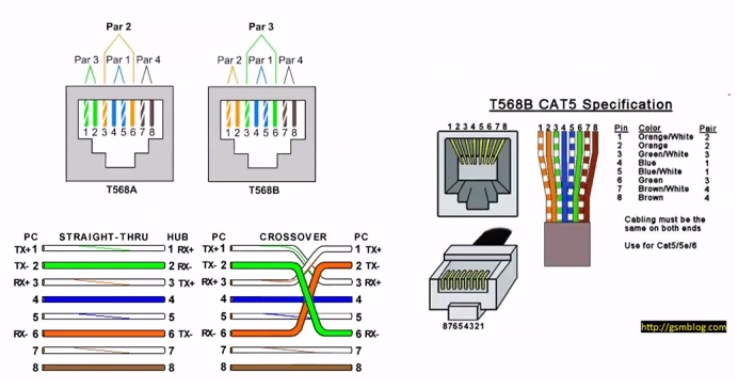 Par 2
Par 3 Par 1 Par 4
1 2 3 4 5 6 7 8
T568A
Par 3
Par 2 Par 1 Par 4
1 2 3 4 5 6 7 8
T568B
PC STRAIGHT-THRU HUB
TX+ 1 1 RX+
TX- 2 2 RX-
RX+ 3 3 TX+
4 4
5 5
RX- 6 6 TX-
7 7
8 8
PC CROSSOVER PC
TX+ 1 1 TX+
TX- 2 2 TX-
RX+ 3 3 RX+
4 4
5 5
RX- 6 6 RX-
7 7
8 8
T568B CAT5 Specification
1 2 3 4 5 6 7 8
87654321
1 2 3 4 5 6 7 8
Pin Color Pair
1 Orange/White 2
2 Orange 2
3 Green/White 3
4 Blue 1
5 Blue/White 1
6 Green 3
7 Brown/White 4
8 Brown 4
Cabling must be the
same on both ends
Use for Cat5/5e/6
http://gsmblog.com